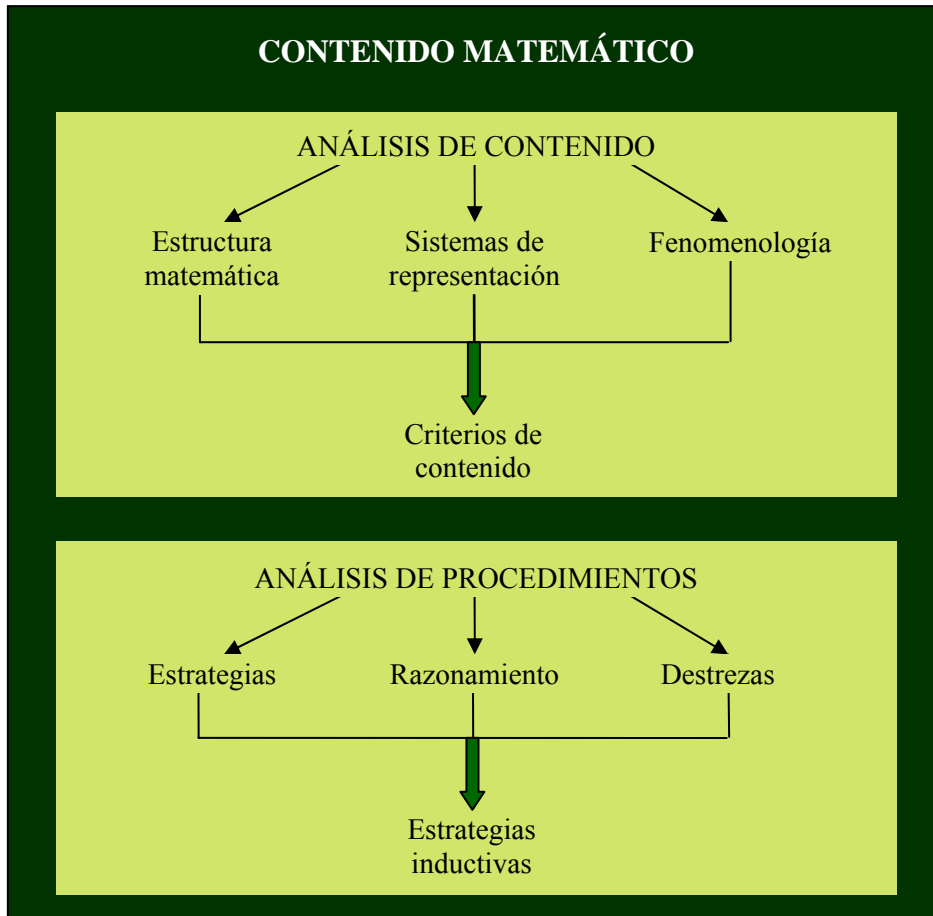 CONTENIDO MATEMÁTICO
ANÁLISIS DE CONTENIDO
Estructura
matemática
Sistemas de
representación
Fenomenología
Criterios de
contenido
ANÁLISIS DE PROCEDIMIENTOS
Estrategias
Razonamiento
Destrezas
Estrategias
inductivas